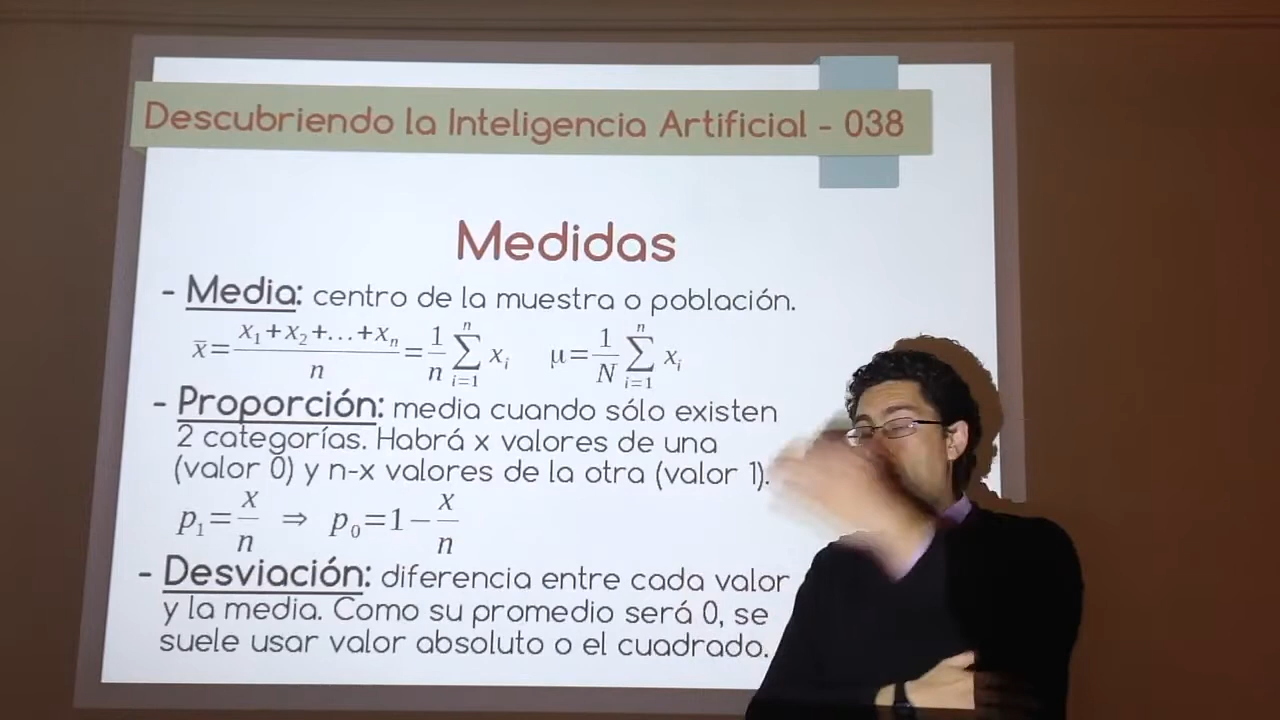 Descubriendo la Inteligencia Artificial - 038
Medidas
- Media: centro de la muestra o población.
x̄ = (x₁+x₂+...+xₙ)/n = 1/n ∑ᵢ₌₁ⁿ xᵢ μ = 1/N ∑ᵢ₌₁ⁿ xᵢ
- Proporción: media cuando sólo existen
2 categorías. Habrá x valores de una
(valor 0) y n-x valores de la otra (valor 1).
p₁ = x/n ⇒ p₀ = 1 − x/n
- Desviación: diferencia entre cada valor
y la media. Como su promedio será 0, se
suele usar valor absoluto o el cuadrado.